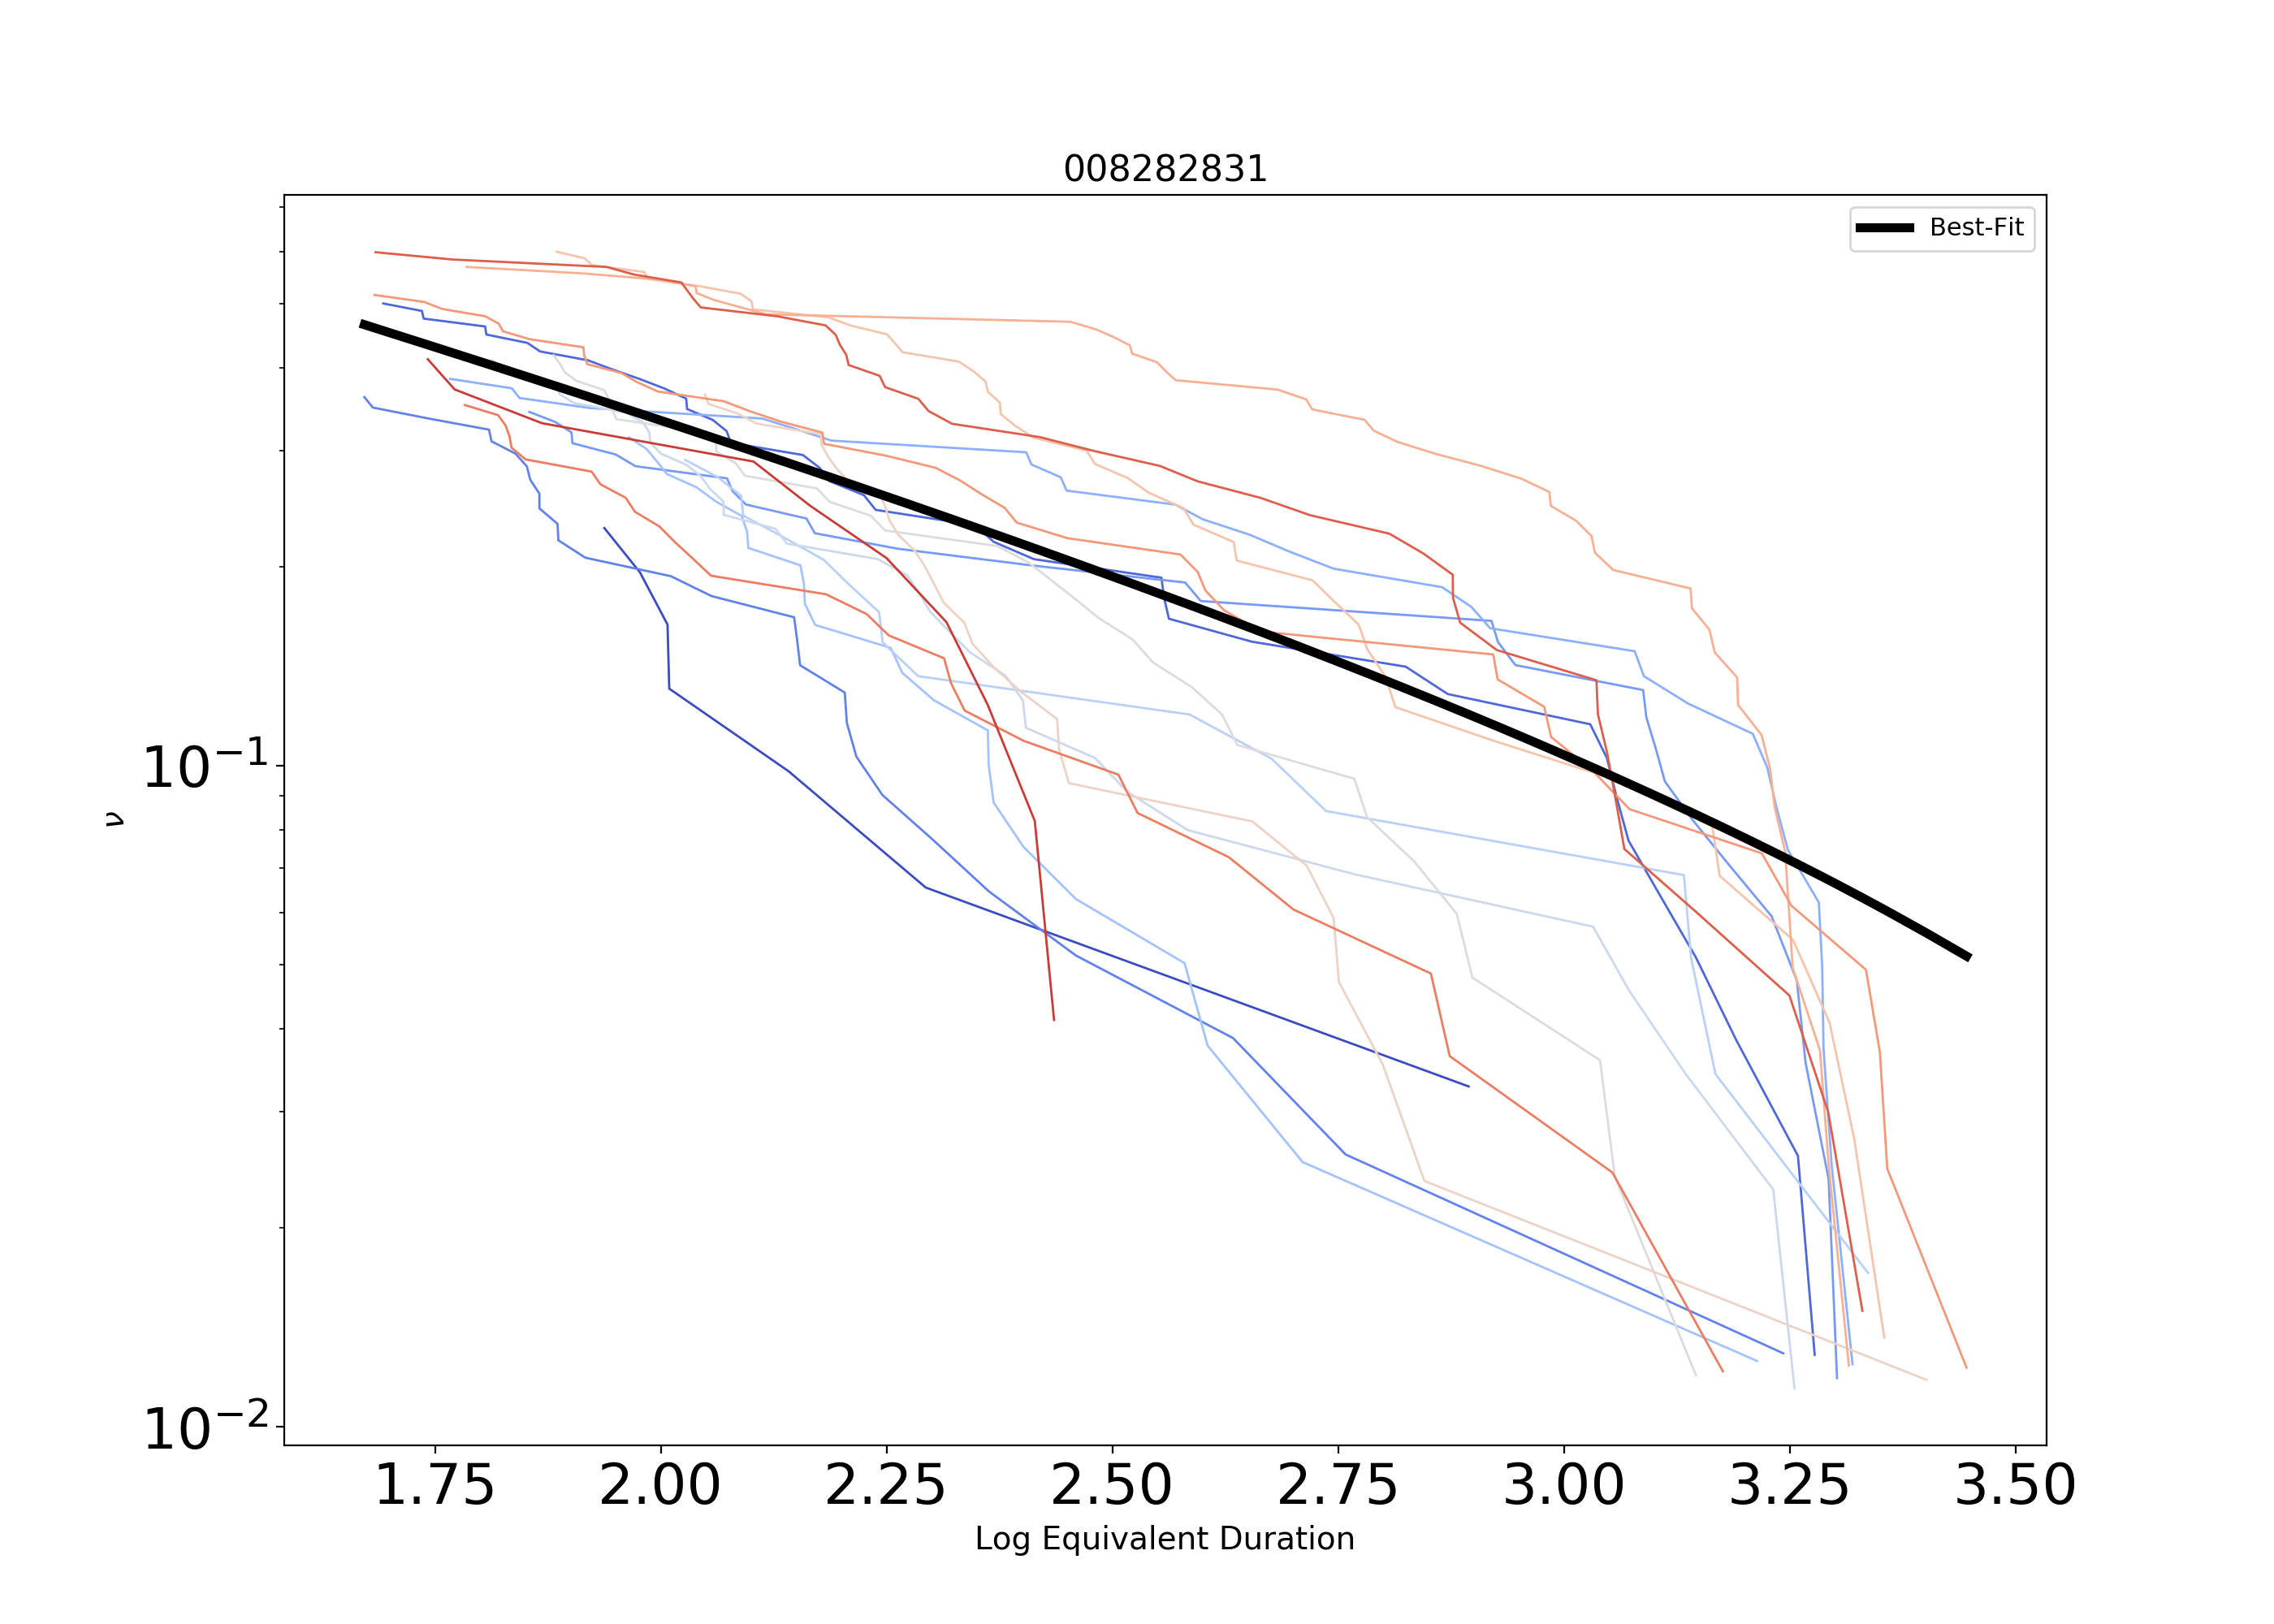 008282831
Best-Fit
ν
10⁻¹
10⁻²
1.75 2.00 2.25 2.50 2.75 3.00 3.25 3.50
Log Equivalent Duration